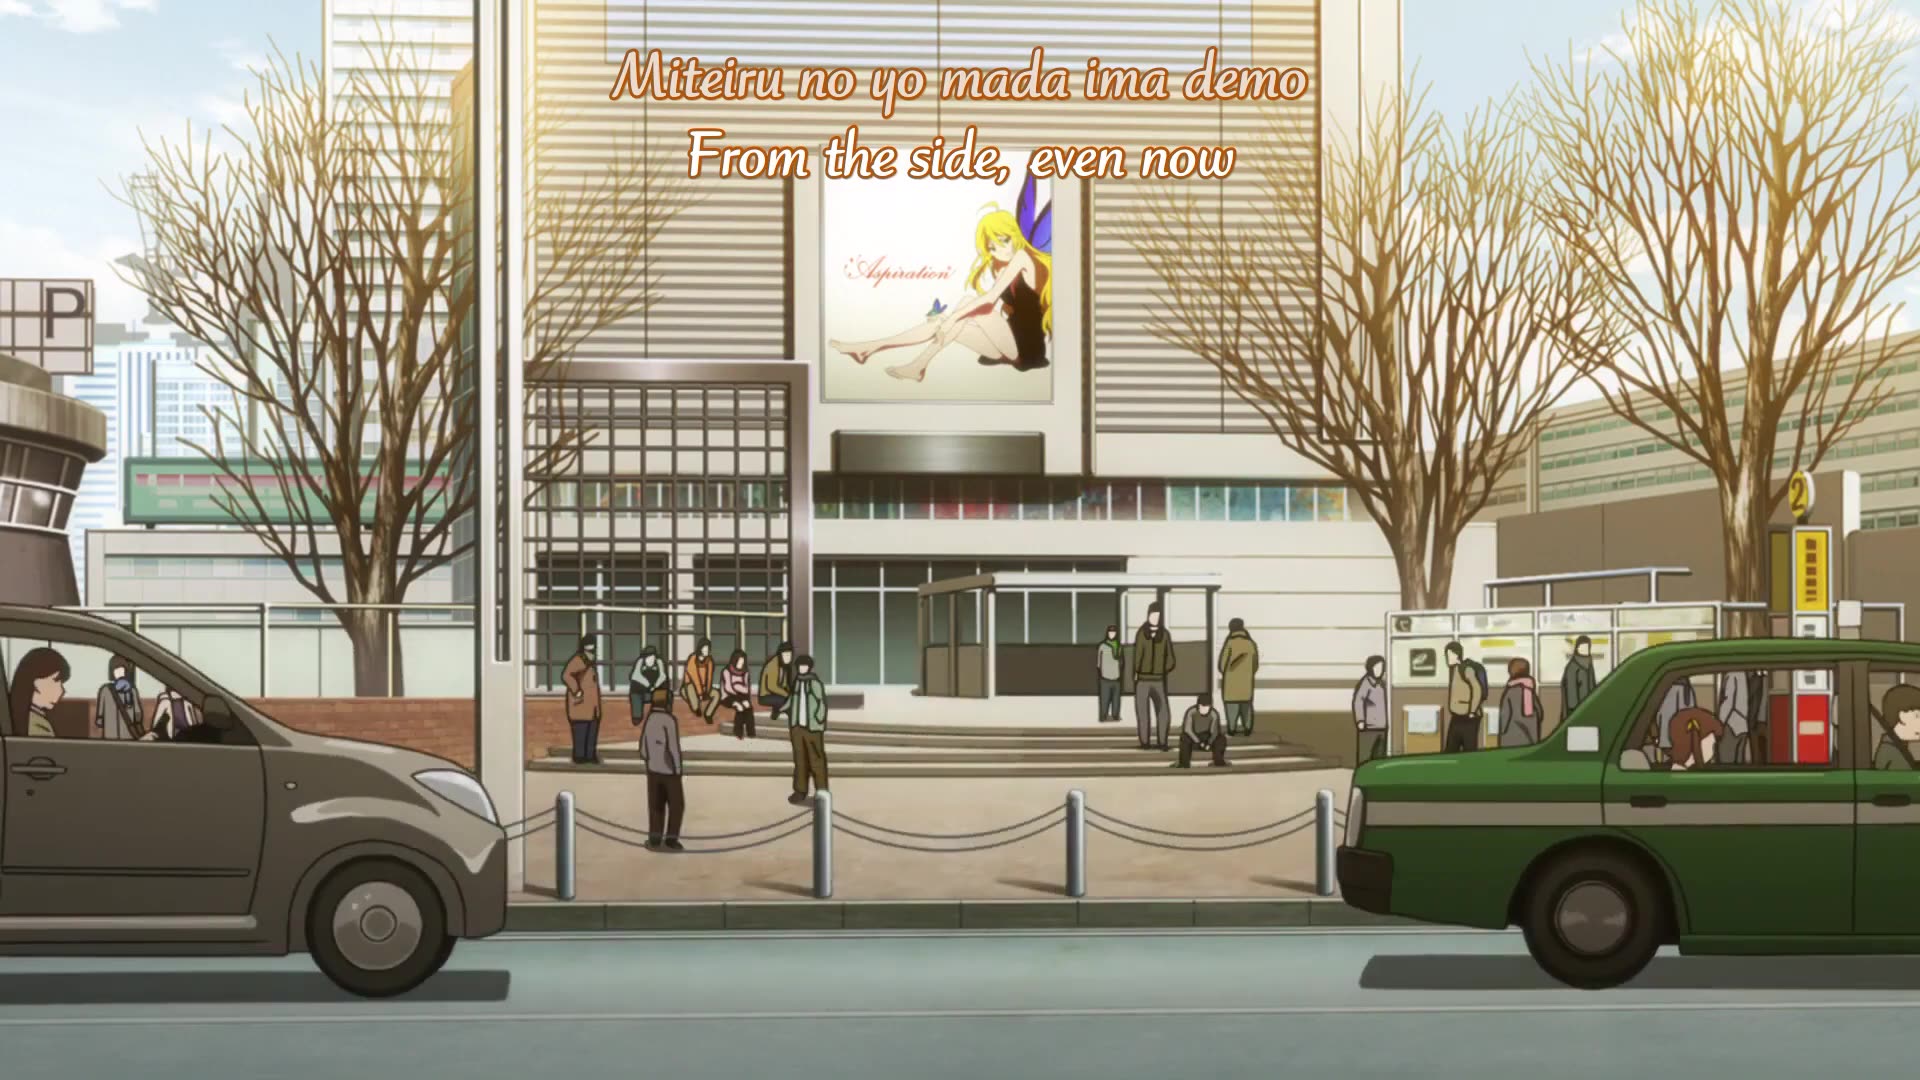 Miteiru no yo mada ima demo
From the side, even now
Aspiration
P
2